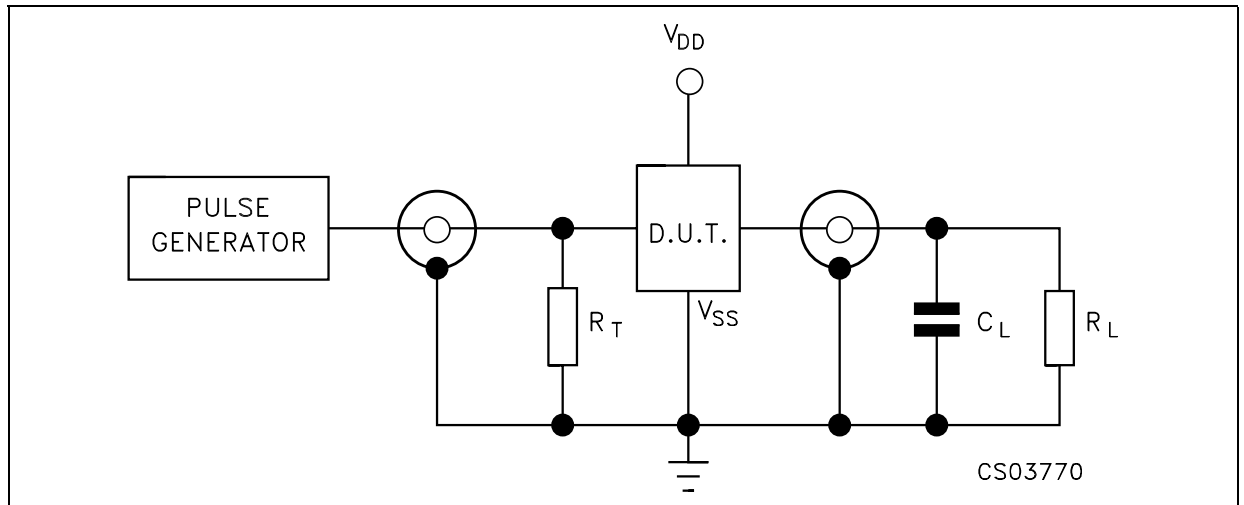 VDD
PULSE
GENERATOR
D.U.T.
RT
VSS
CL
RL
CS03770